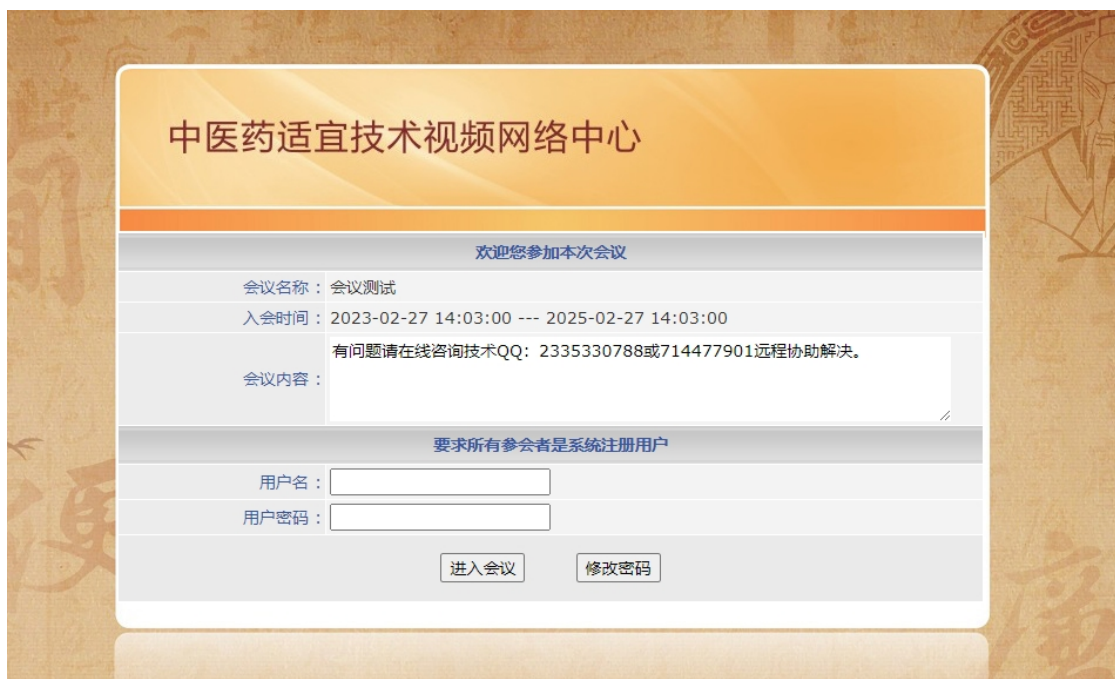 中医药适宜技术视频网络中心
欢迎您参加本次会议
会议名称： 会议测试
入会时间： 2023-02-27 14:03:00 --- 2025-02-27 14:03:00
会议内容： 有问题请在线咨询技术QQ：2335330788或714477901远程协助解决。
要求所有参会者是系统注册用户
用户名：
用户密码：
进入会议 修改密码